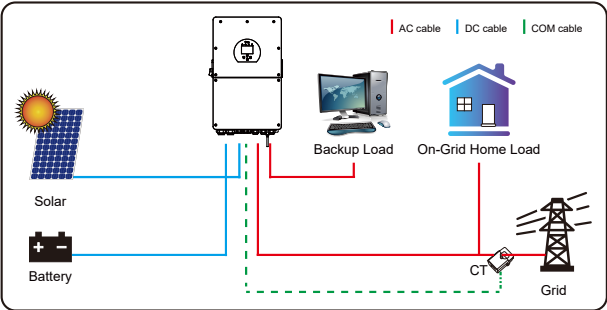 AC cable
DC cable
COM cable
Backup Load
On-Grid Home Load
Solar
Battery
CT
Grid